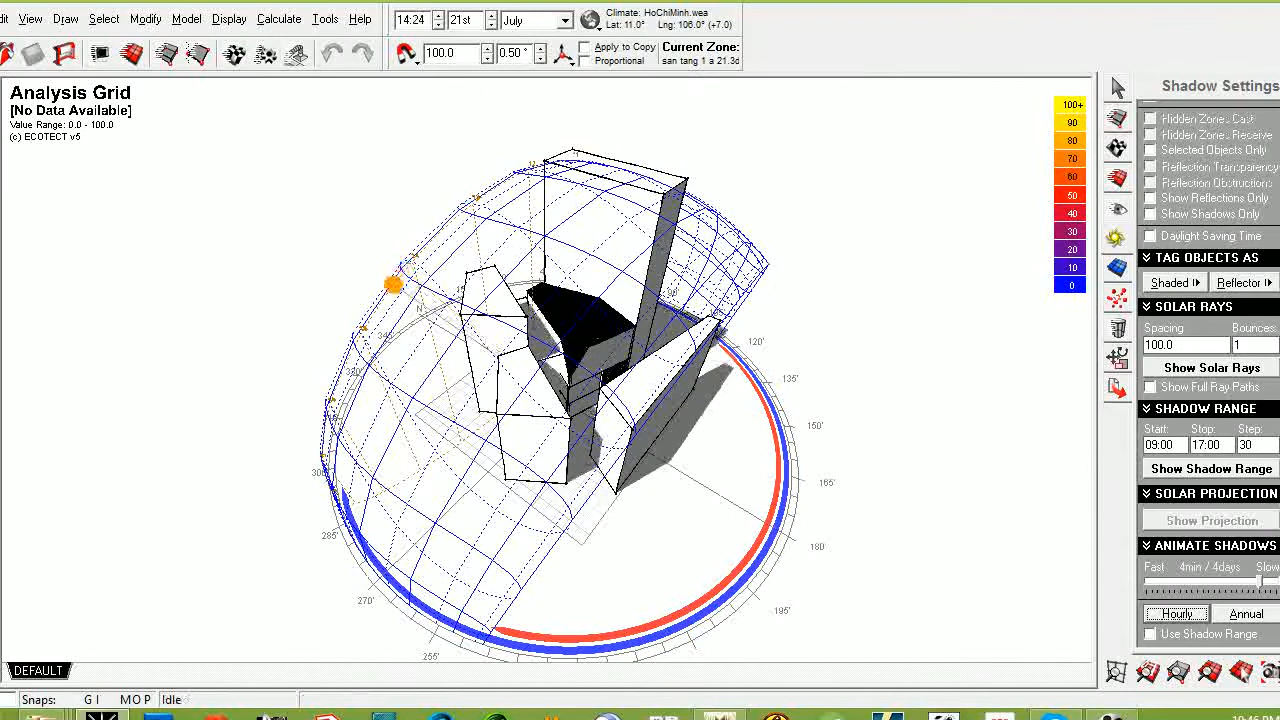 dit View Draw Select Modify Model Display Calculate Tools Help
14:24 21st July
Climate: HoChiMinh.wea
Lat: 11.0° Lng: 106.0° (+7.0)
100.0 0.50 °
Apply to Copy
Proportional
Current Zone:
san tang 1 a 21.3d
Analysis Grid
[No Data Available]
Value Range: 0.0 - 100.0
(c) ECOTECT v5
100+
90
80
70
60
50
40
30
20
10
0
120°
135°
150°
165°
180°
195°
255°
270°
285°
Shadow Settings
Hidden Zones Cast
Hidden Zones Receive
Selected Objects Only
Reflection Transparency
Reflection Obstructions
Show Reflections Only
Show Shadows Only
Daylight Saving Time
TAG OBJECTS AS
Shaded Reflector
SOLAR RAYS
Spacing Bounces:
100.0 1
Show Solar Rays
Show Full Ray Paths
SHADOW RANGE
Start: Stop: Step:
09:00 17:00 30
Show Shadow Range
SOLAR PROJECTION
Show Projection
ANIMATE SHADOWS
Fast 4min / 4days Slow
Hourly Annual
Use Shadow Range
DEFAULT
Snaps: G I M O P Idle
10:46 PM